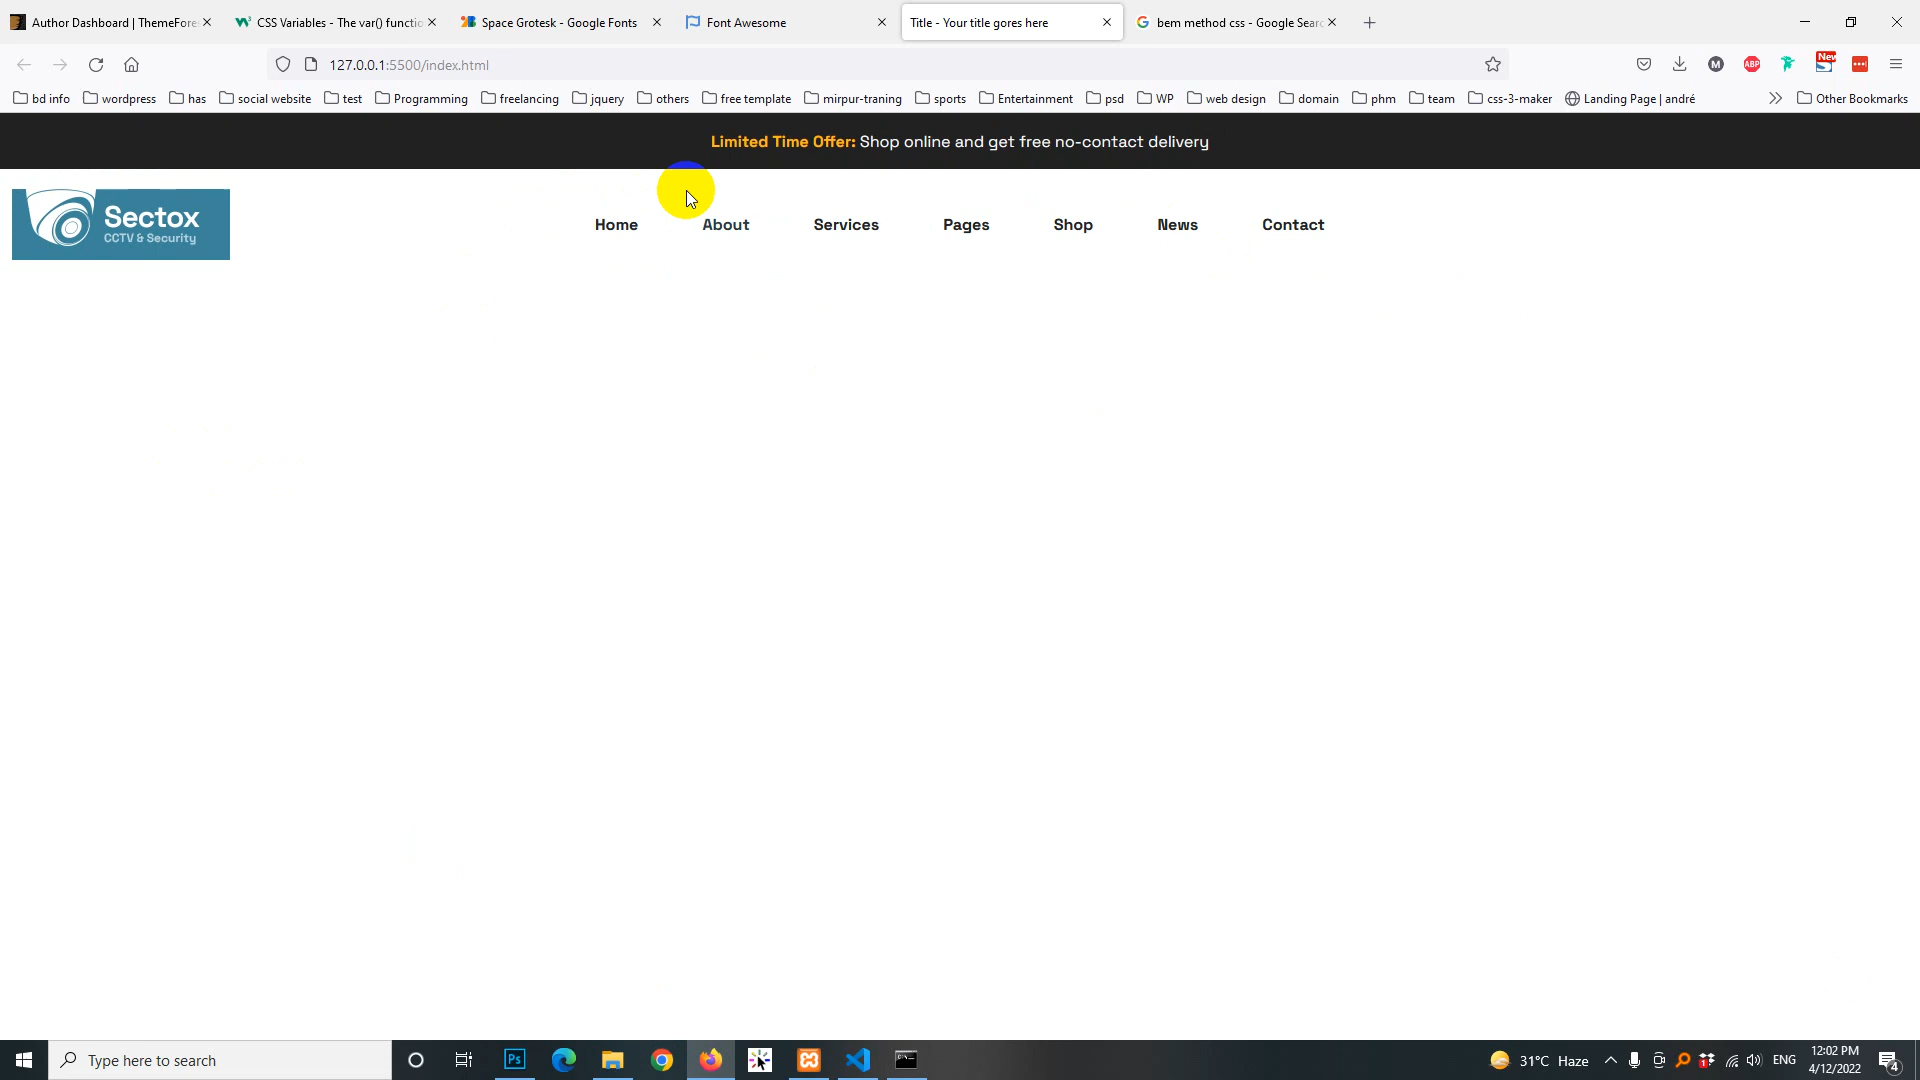 Author Dashboard | ThemeFore
CSS Variables - The var() functio
Space Grotesk - Google Fonts
Font Awesome
Title - Your title gores here
bem method css - Google Searc
127.0.0.1:5500/index.html
M
ABP
New
bd info
wordpress
has
social website
test
Programming
freelancing
jquery
others
free template
mirpur-traning
sports
Entertainment
psd
WP
web design
domain
phm
team
css-3-maker
Landing Page | andré
Other Bookmarks
Limited Time Offer: Shop online and get free no-contact delivery
Sectox
CCTV & Security
Home
About
Services
Pages
Shop
News
Contact
Type here to search
Ps
31°C Haze
1
ENG
12:02 PM
4/12/2022
4